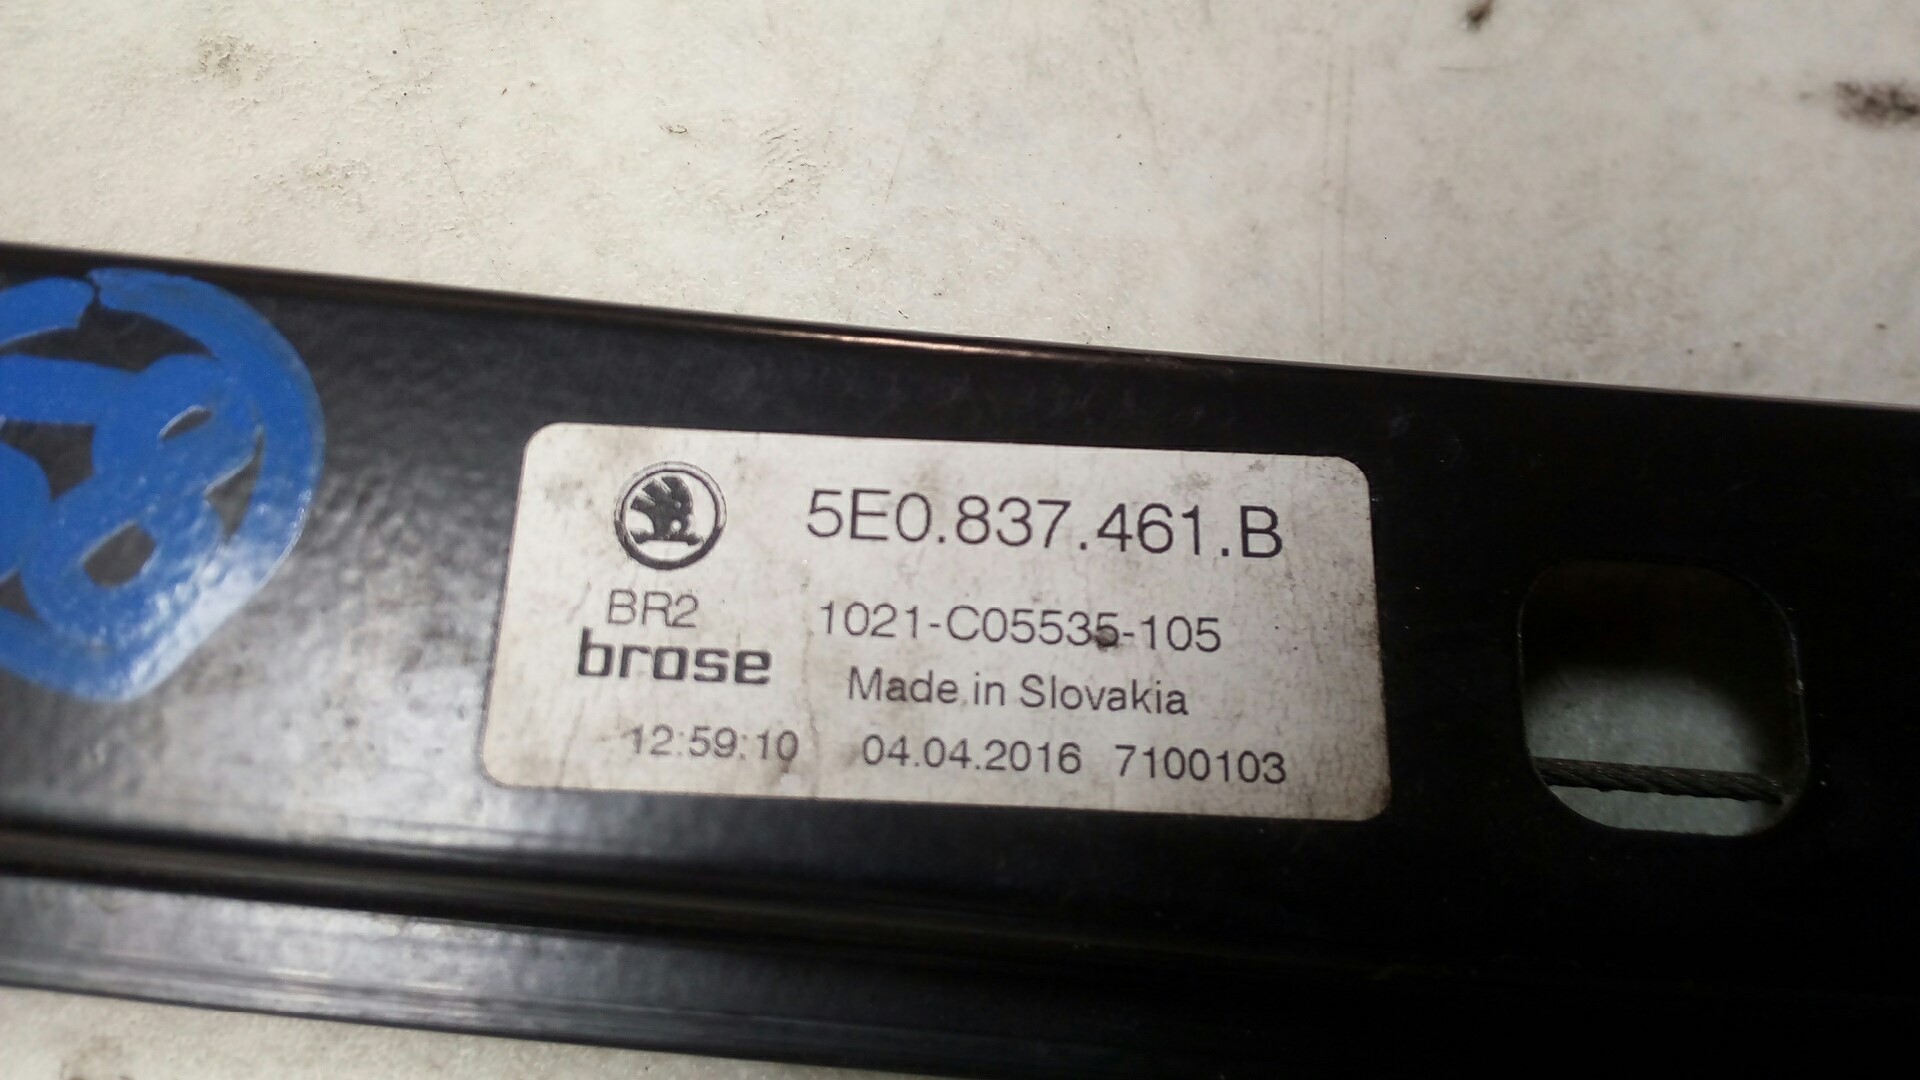 5E0.837.461.B
BR2 1021-C05535-105
brose Made in Slovakia
12:59:10 04.04.2016 7100103